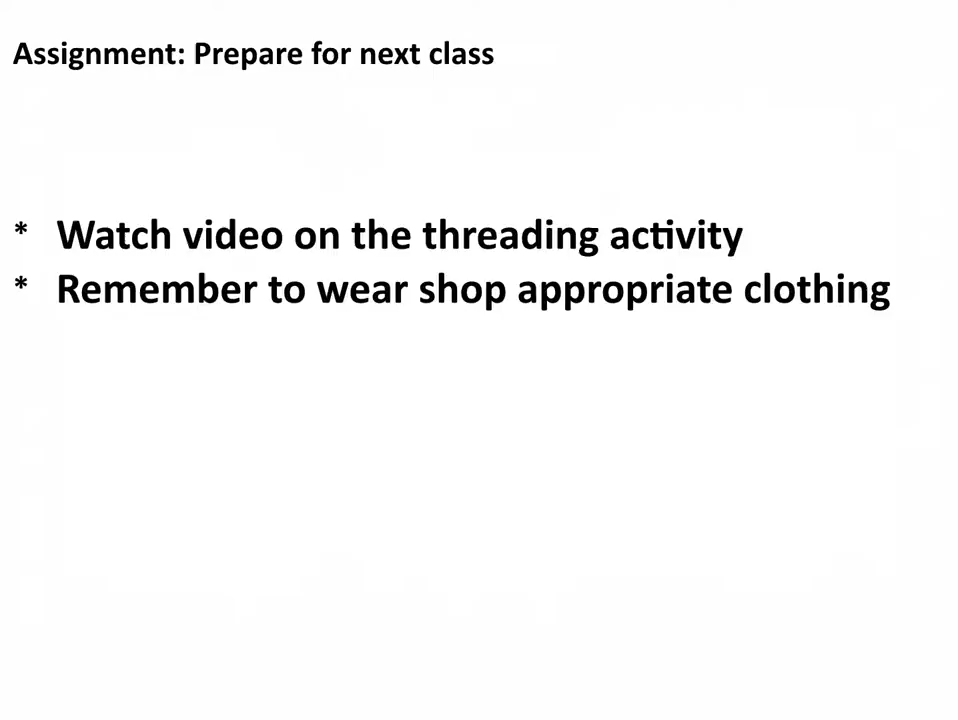 Assignment: Prepare for next class
* Watch video on the threading activity
* Remember to wear shop appropriate clothing